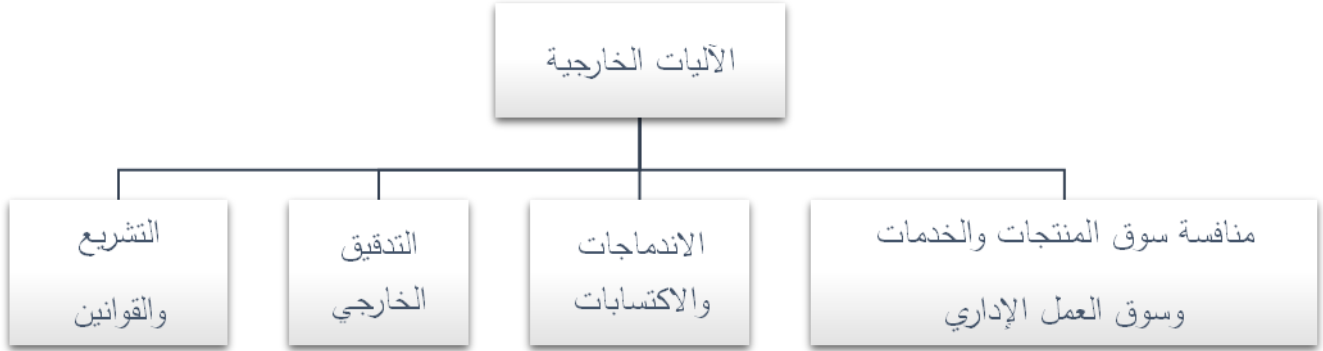 الآليات الخارجية
منافسة سوق المنتجات والخدمات
وسوق العمل الإداري
الاندماجات
والاكتسابات
التدقيق
الخارجي
التشريع
والقوانين